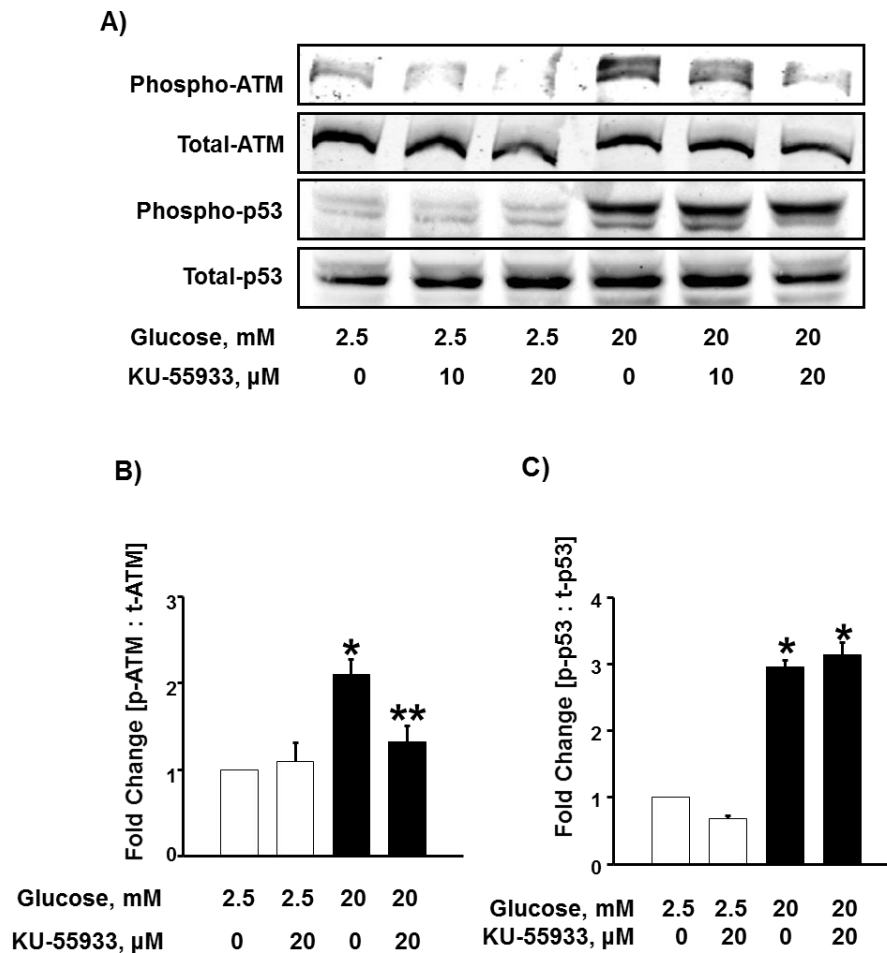 A)
Phospho-ATM
Total-ATM
Phospho-p53
Total-p53
Glucose, mM 2.5 2.5 2.5 20 20 20
KU-55933, µM 0 10 20 0 10 20
B)
Fold Change [p-ATM : t-ATM]
3
2
1
0
*
**
Glucose, mM 2.5 2.5 20 20
KU-55933, µM 0 20 0 20
C)
Fold Change [p-p53 : t-p53]
4
3
2
1
0
*
*
Glucose, mM 2.5 2.5 20 20
KU-55933, µM 0 20 0 20